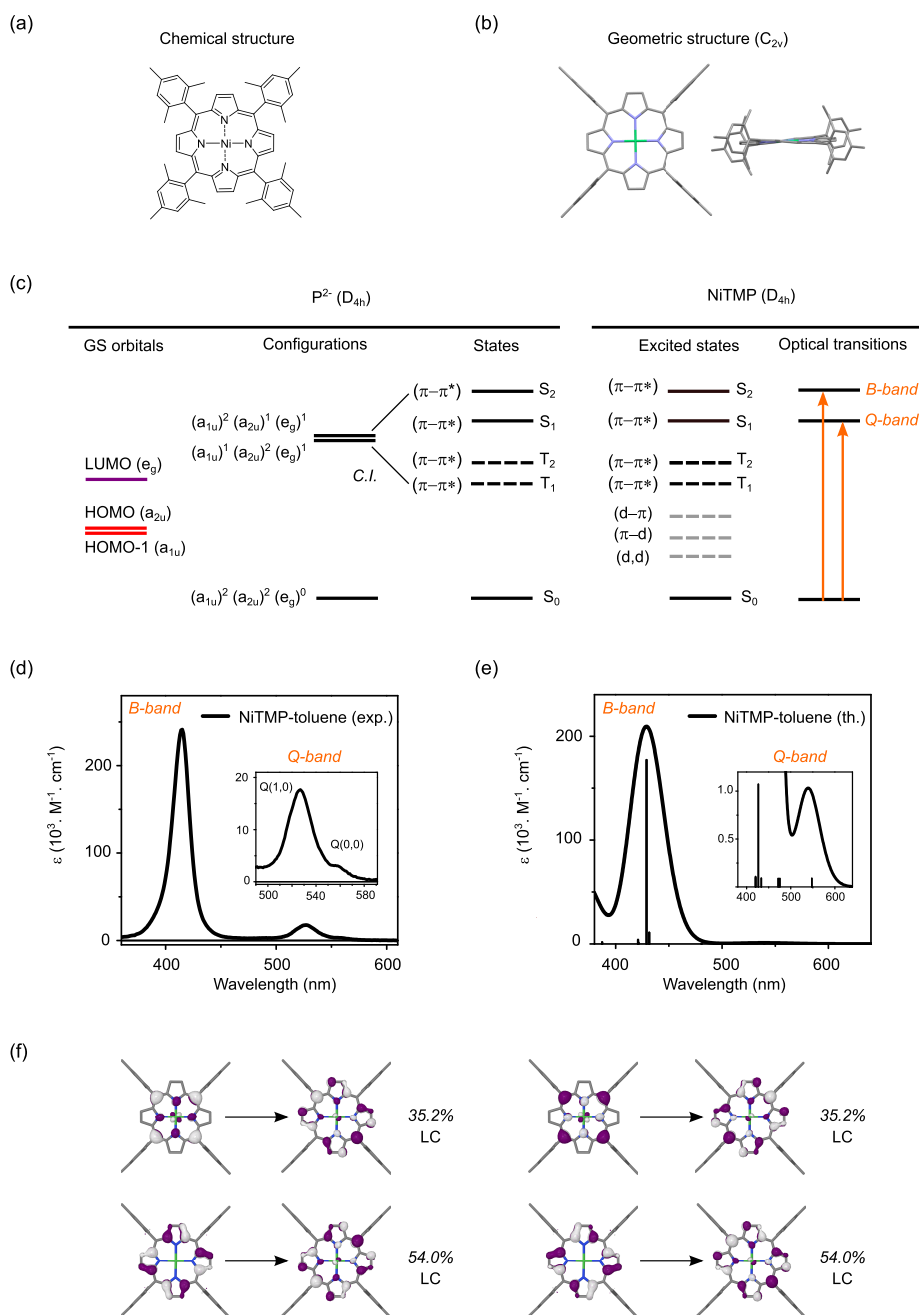 (a)
Chemical structure
N
N
Ni
N
N
(b)
Geometric structure (C2v)
(c)
P2- (D4h)
NiTMP (D4h)
GS orbitals
Configurations
States
Excited states
Optical transitions
LUMO (eg)
HOMO (a2u)
HOMO-1 (a1u)
(a1u)2 (a2u)1 (eg)1
(a1u)1 (a2u)2 (eg)1
C.I.
(a1u)2 (a2u)2 (eg)0
(π–π*) S2
(π–π*) S1
(π–π*) T2
(π–π*) T1
S0
(π–π*) S2
(π–π*) S1
(π–π*) T2
(π–π*) T1
(d–π)
(π–d)
(d,d)
S0
B-band
Q-band
(d)
B-band
NiTMP-toluene (exp.)
Q-band
Q(1,0)
Q(0,0)
20
10
0
500 540 580
ε (10³. M⁻¹. cm⁻¹)
200
100
0
400 500 600
Wavelength (nm)
(e)
B-band
NiTMP-toluene (th.)
Q-band
1.0
0.5
400 500 600
ε (10³. M⁻¹. cm⁻¹)
200
100
0
400 500 600
Wavelength (nm)
(f)
35.2%
LC
35.2%
LC
54.0%
LC
54.0%
LC